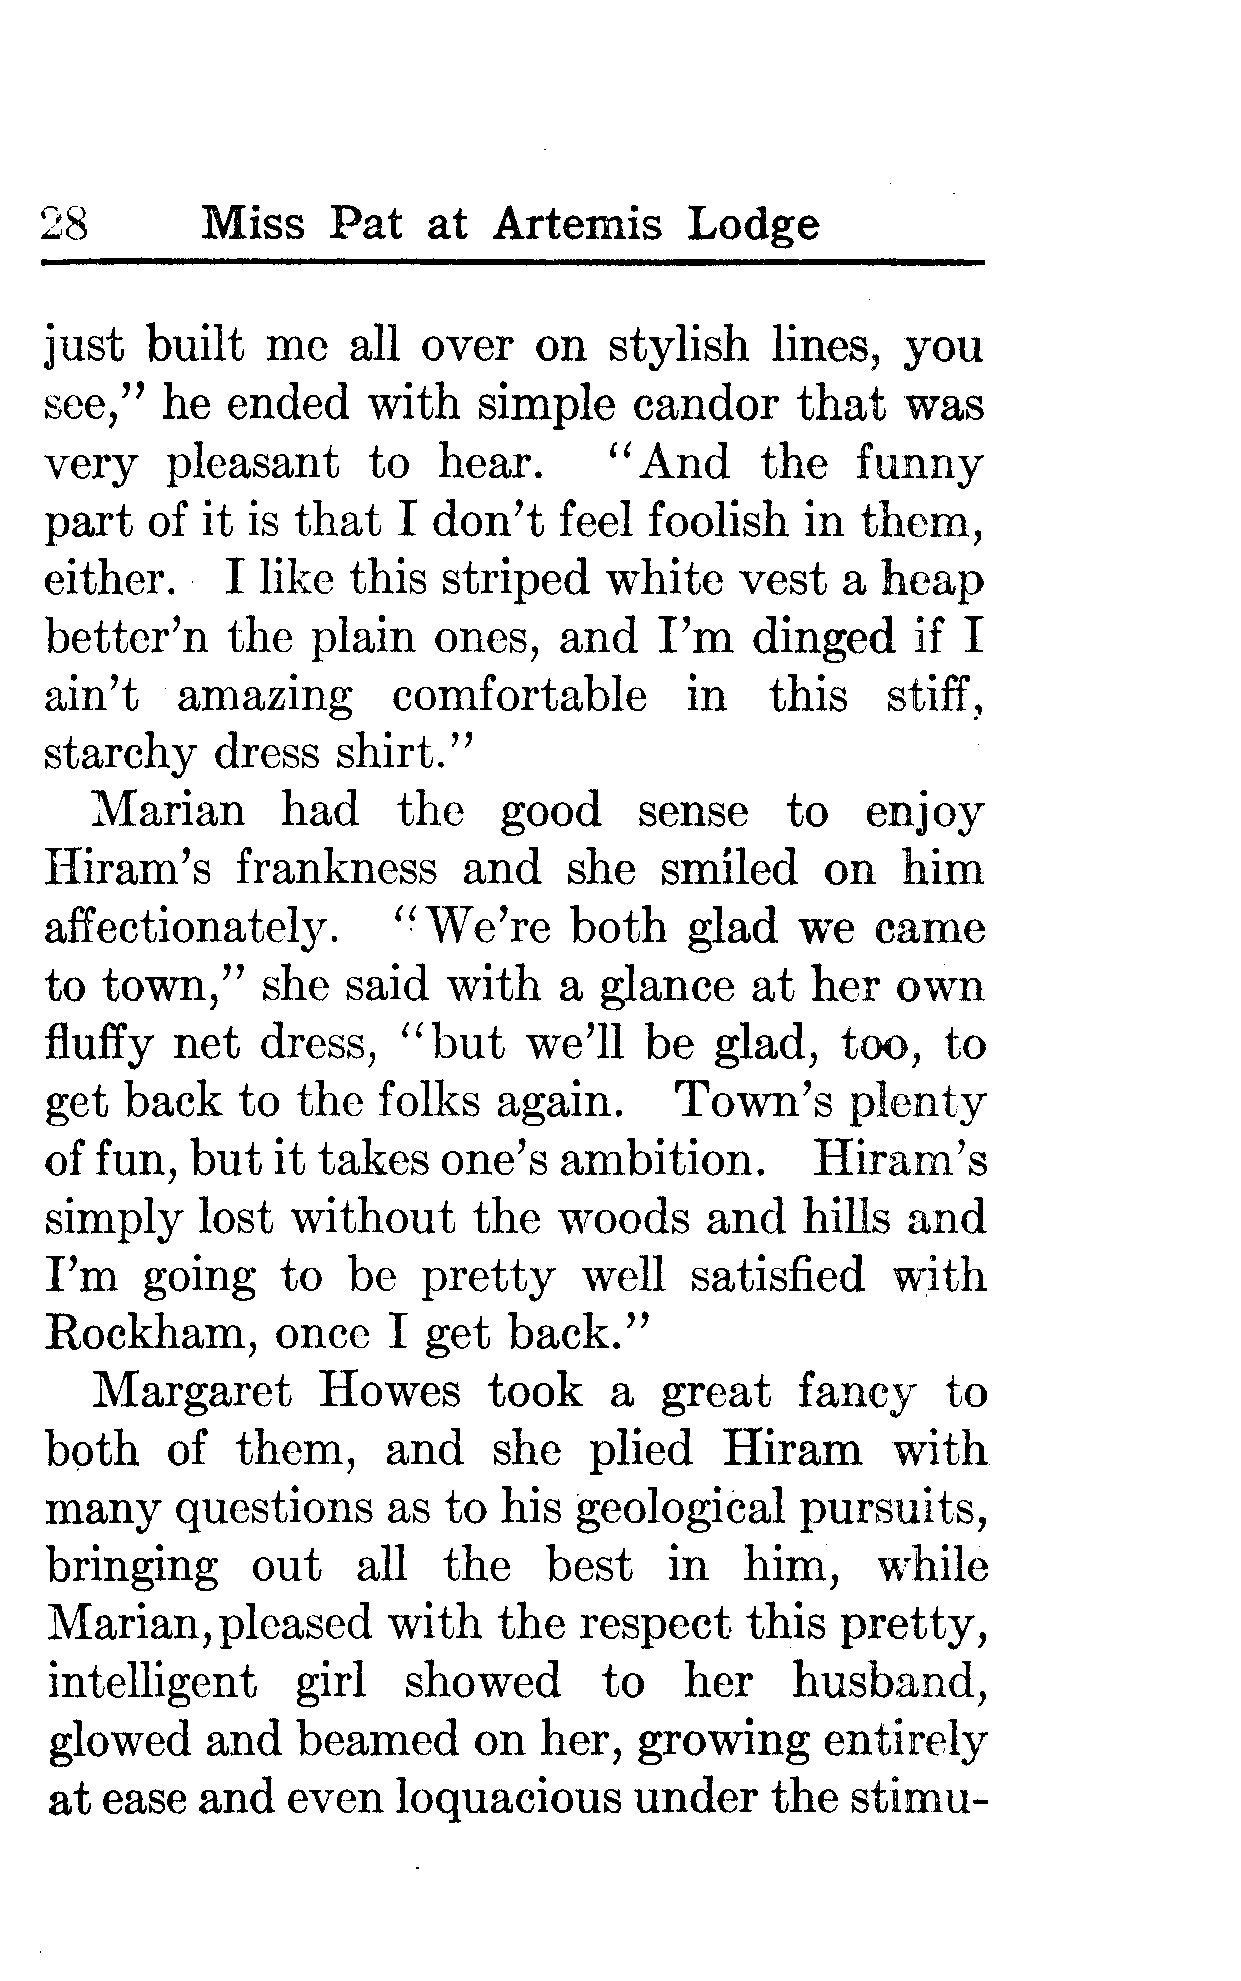 28 Miss Pat at Artemis Lodge
just built me all over on stylish lines, you
see," he ended with simple candor that was
very pleasant to hear. "And the funny
part of it is that I don't feel foolish in them,
either. I like this striped white vest a heap
better'n the plain ones, and I'm dinged if I
ain't amazing comfortable in this stiff,
starchy dress shirt."
Marian had the good sense to enjoy
Hiram's frankness and she smiled on him
affectionately. "We're both glad we came
to town," she said with a glance at her own
fluffy net dress, "but we'll be glad, too, to
get back to the folks again. Town's plenty
of fun, but it takes one's ambition. Hiram's
simply lost without the woods and hills and
I'm going to be pretty well satisfied with
Rockham, once I get back."
Margaret Howes took a great fancy to
both of them, and she plied Hiram with
many questions as to his geological pursuits,
bringing out all the best in him, while
Marian, pleased with the respect this pretty,
intelligent girl showed to her husband,
glowed and beamed on her, growing entirely
at ease and even loquacious under the stimu-